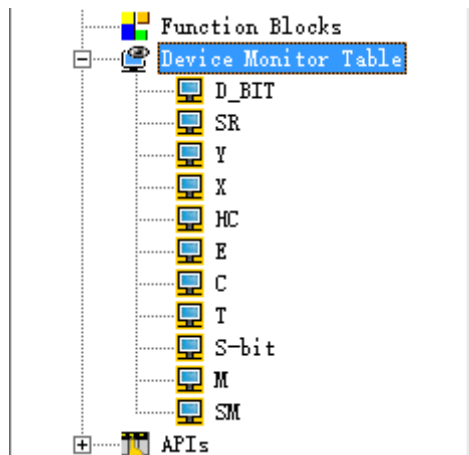 Function Blocks
Device Monitor Table
D_BIT
SR
Y
X
HC
E
C
T
S-bit
M
SM
APIs